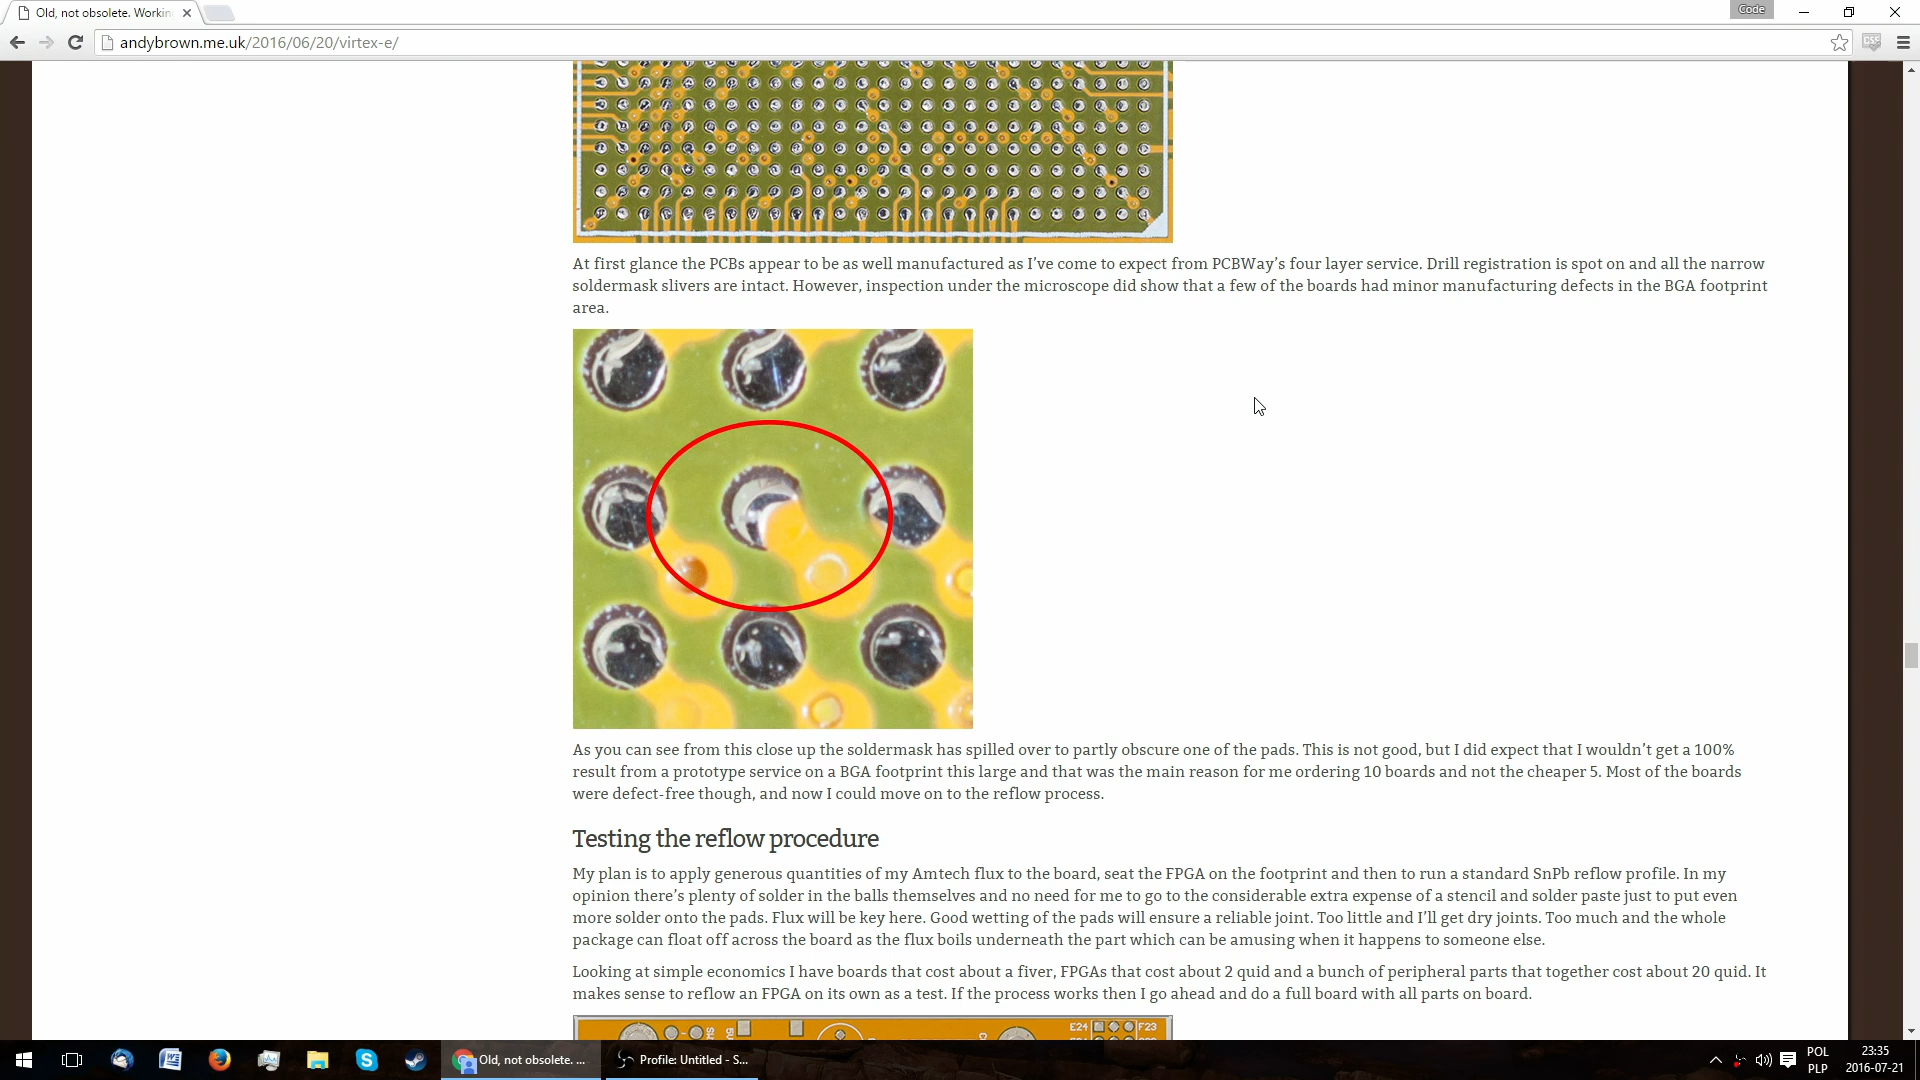 Old, not obsolete. Workin
Code
andybrown.me.uk/2016/06/20/virtex-e/
CSS
At first glance the PCBs appear to be as well manufactured as I’ve come to expect from PCBWay’s four layer service. Drill registration is spot on and all the narrow
soldermask slivers are intact. However, inspection under the microscope did show that a few of the boards had minor manufacturing defects in the BGA footprint
area.
As you can see from this close up the soldermask has spilled over to partly obscure one of the pads. This is not good, but I did expect that I wouldn’t get a 100%
result from a prototype service on a BGA footprint this large and that was the main reason for me ordering 10 boards and not the cheaper 5. Most of the boards
were defect-free though, and now I could move on to the reflow process.
Testing the reflow procedure
My plan is to apply generous quantities of my Amtech flux to the board, seat the FPGA on the footprint and then to run a standard SnPb reflow profile. In my
opinion there’s plenty of solder in the balls themselves and no need for me to go to the considerable extra expense of a stencil and solder paste just to put even
more solder onto the pads. Flux will be key here. Good wetting of the pads will ensure a reliable joint. Too little and I’ll get dry joints. Too much and the whole
package can float off across the board as the flux boils underneath the part which can be amusing when it happens to someone else.
Looking at simple economics I have boards that cost about a fiver, FPGAs that cost about 2 quid and a bunch of peripheral parts that together cost about 20 quid. It
makes sense to reflow an FPGA on its own as a test. If the process works then I go ahead and do a full board with all parts on board.
E24 F23
Old, not obsolete. ...
Profile: Untitled - S...
POL
PLP
23:35
2016-07-21